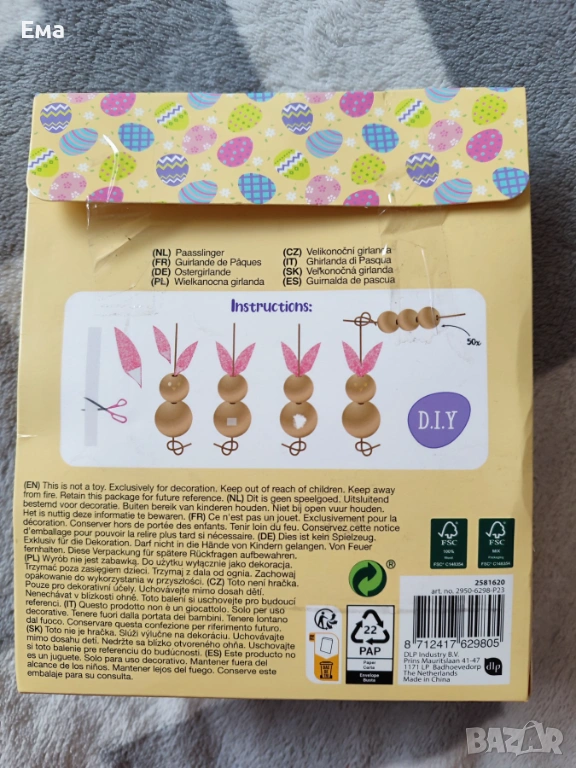 Ema
(NL) Paasslinger
(FR) Guirlande de Pâques
(DE) Ostergirlande
(PL) Wielkanocna girlanda
(CZ) Velikonoční girlanda
(IT) Ghirlanda di Pasqua
(SK) Veľkonočná girlanda
(ES) Guirnalda de pascua
Instructions:
50x
D.I.Y
(EN) This is not a toy. Exclusively for decoration. Keep out of reach of children. Keep away
from fire. Retain this package for future reference. (NL) Dit is geen speelgoed. Uitsluitend
bestemd voor decoratie. Buiten bereik van kinderen houden. Niet bij open vuur houden.
Het is nuttig deze informatie te bewaren. (FR) Ce n'est pas un jouet. Exclusivement pour la
décoration. Conserver hors de portée des enfants. Tenir loin du feu. Conservez cette notice
d'emballage pour pouvoir la relire plus tard si nécessaire. (DE) Dies ist kein Spielzeug.
Exklusiv für die Dekoration. Darf nicht in die Hände von Kindern gelangen. Von Feuer
fernhalten. Diese Verpackung für spätere Rückfragen aufbewahren.
(PL) Wyrób nie jest zabawką. Do użytku wyłącznie jako dekoracja.
Trzymać poza zasięgiem dzieci. Trzymaj z dala od ognia. Zachowaj
opakowanie do wykorzystania w przyszłości. (CZ) Toto není hračka.
Pouze pro dekorativní účely. Uchovávejte mimo dosah dětí.
Nenechávat v blízkosti ohně. Toto balení si uschovejte pro budoucí
použití. (IT) Questo prodotto non è un giocattolo. Solo per uso
decorativo. Tenere fuori dalla portata dei bambini. Tenere lontano
dal fuoco. Conservare questa confezione per riferimento futuro.
(SK) Toto nie je hračka. Slúži výlučne na dekoráciu. Uchovávajte
mimo dosahu detí. Nedržte sa blízko otvoreného ohňa. Uschovajte
si toto balenie pre prípadnú potrebu v budúcnosti. (ES) Este producto no
es un juguete. Solo para uso decorativo. Mantener fuera del
alcance de los niños. Mantener lejos del fuego. Conserve este
embalaje para su consulta.
FSC
100%
FSC
MIX
22
PAP
2581620
art. no. 2950-6298-P23
8 712417 629805
DLP Industry B.V.
Prins Mauritslaan 41-47
1171 LP Badhoevedorp
The Netherlands
Made in China
dlp
BAZAR